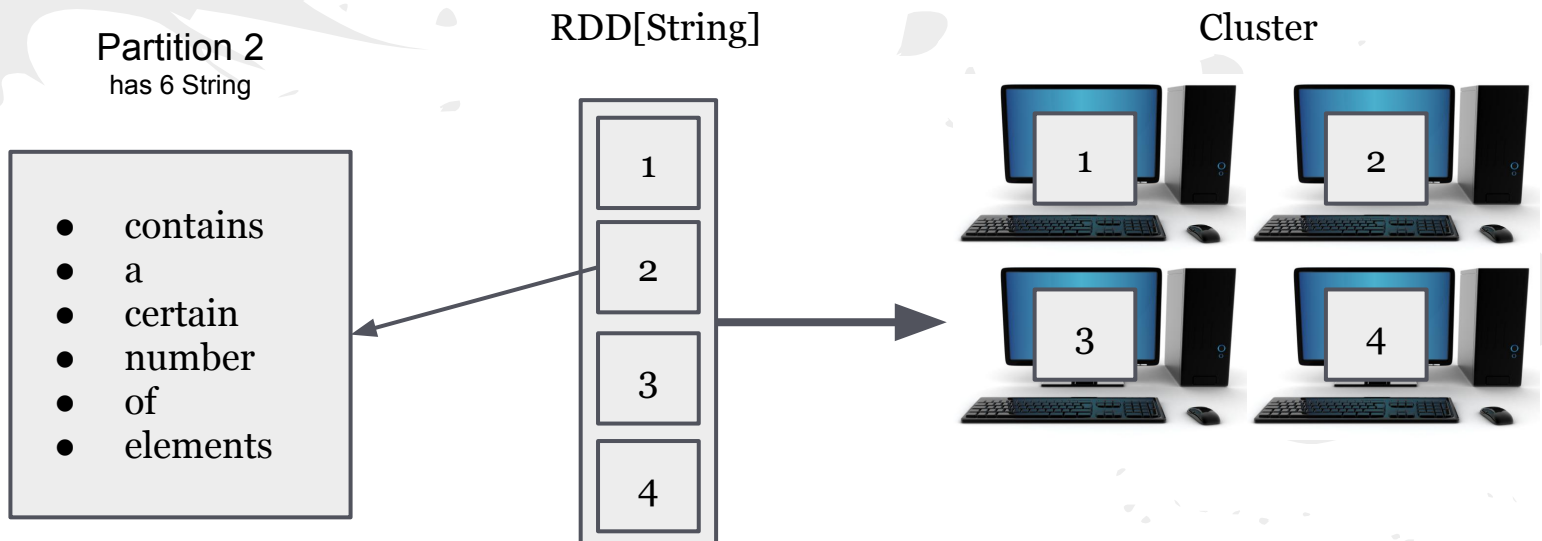 Partition 2
has 6 String
● contains
● a
● certain
● number
● of
● elements
RDD[String]
1
2
3
4
Cluster
1
2
3
4